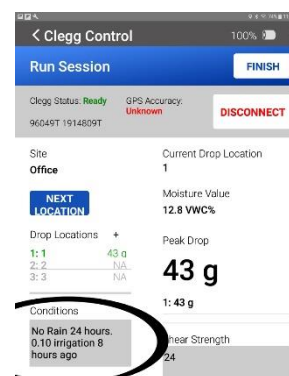 < Clegg Control 100%
Run Session FINISH
Clegg Status: Ready GPS Accuracy:
Unknown
96049T 1914809T DISCONNECT
Site Current Drop Location
Office 1
NEXT
LOCATION
Moisture Value
12.8 VWC%
Drop Locations +
1: 1 43 g
2: 2 NA
3: 3 NA
Peak Drop
43 g
1: 43 g
Conditions
No Rain 24 hours.
0.10 irrigation 8
hours ago
Strength
24